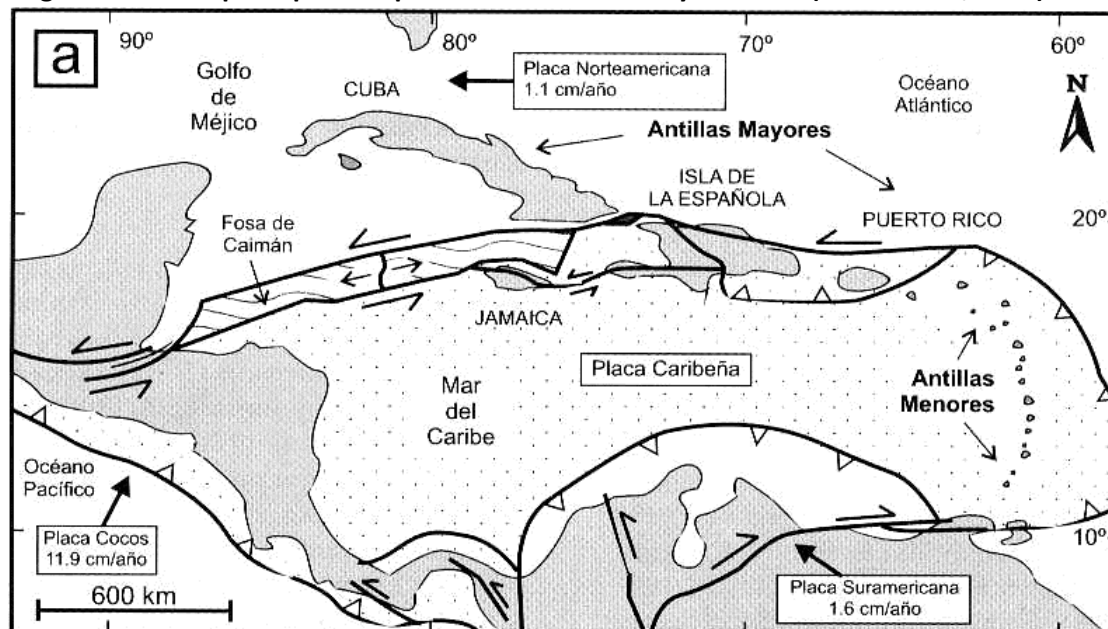 a
90º
80º
70º
60º
Golfo
de
Méjico
CUBA
Placa Norteamericana
1.1 cm/año
Océano
Atlántico
N
Antillas Mayores
ISLA DE
LA ESPAÑOLA
PUERTO RICO
20º
Fosa de
Caimán
JAMAICA
Placa Caribeña
Mar
del
Caribe
Antillas
Menores
Océano
Pacífico
Placa Cocos
11.9 cm/año
10º
600 km
Placa Suramericana
1.6 cm/año